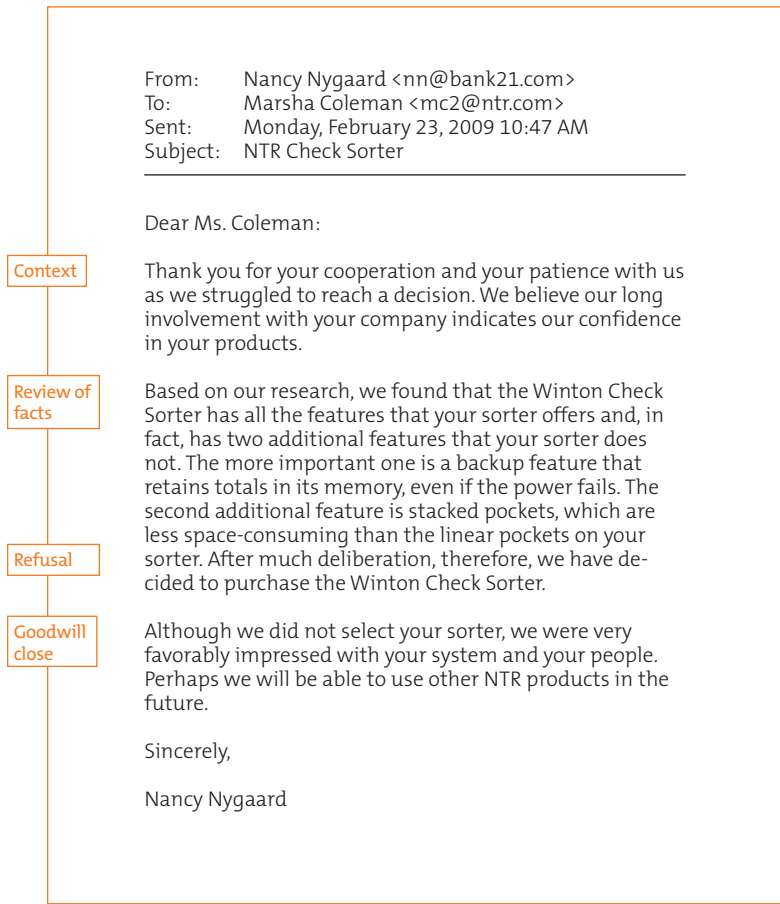 From: Nancy Nygaard <nn@bank21.com>
To: Marsha Coleman <mc2@ntr.com>
Sent: Monday, February 23, 2009 10:47 AM
Subject: NTR Check Sorter
Dear Ms. Coleman:
Context
Thank you for your cooperation and your patience with us
as we struggled to reach a decision. We believe our long
involvement with your company indicates our confidence
in your products.
Review of
facts
Based on our research, we found that the Winton Check
Sorter has all the features that your sorter offers and, in
fact, has two additional features that your sorter does
not. The more important one is a backup feature that
retains totals in its memory, even if the power fails. The
second additional feature is stacked pockets, which are
less space-consuming than the linear pockets on your
Refusal
sorter. After much deliberation, therefore, we have de-
cided to purchase the Winton Check Sorter.
Goodwill
close
Although we did not select your sorter, we were very
favorably impressed with your system and your people.
Perhaps we will be able to use other NTR products in the
future.
Sincerely,
Nancy Nygaard